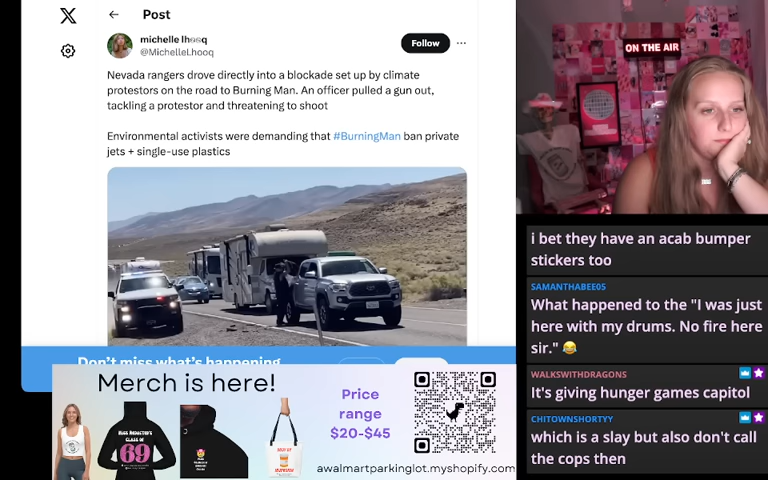 Post
michelle lhooq
@MichelleLhooq
Follow
Nevada rangers drove directly into a blockade set up by climate
protestors on the road to Burning Man. An officer pulled a gun out,
tackling a protestor and threatening to shoot
Environmental activists were demanding that #BurningMan ban private
jets + single-use plastics
Don't miss what's happening
Merch is here!
Price
range
$20-$45
CLASS OF
69
awalmartparkinglot.myshopify.com
ON THE AIR
i bet they have an acab bumper
stickers too
SAMANTHABEE05
What happened to the "I was just
here with my drums. No fire here
sir." 😂
WALKSWITHDRAGONS
It's giving hunger games capitol
CHITOWNSHORTYY
which is a slay but also don't call
the cops then